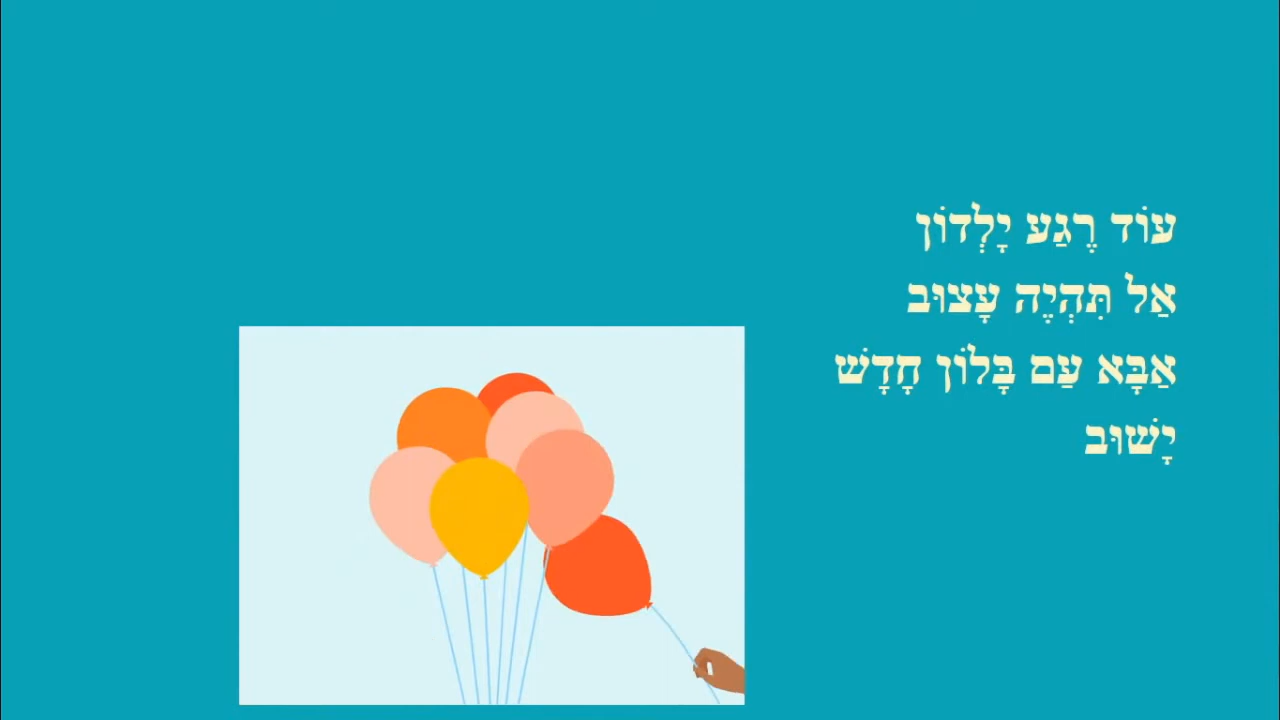 עוֹד רֶגַע יָלְדוֹן
אַל תִּהְיֶה עָצוּב
אַבָּא עַם בָּלוֹן חָדָשׁ
יָשׁוּב